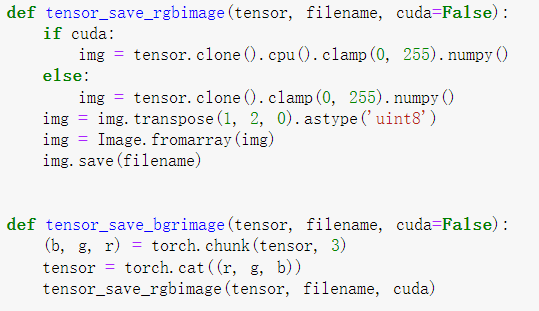 def tensor_save_rgbimage(tensor, filename, cuda=False):
    if cuda:
        img = tensor.clone().cpu().clamp(0, 255).numpy()
    else:
        img = tensor.clone().clamp(0, 255).numpy()
    img = img.transpose(1, 2, 0).astype('uint8')
    img = Image.fromarray(img)
    img.save(filename)

def tensor_save_bgrimage(tensor, filename, cuda=False):
    (b, g, r) = torch.chunk(tensor, 3)
    tensor = torch.cat((r, g, b))
    tensor_save_rgbimage(tensor, filename, cuda)